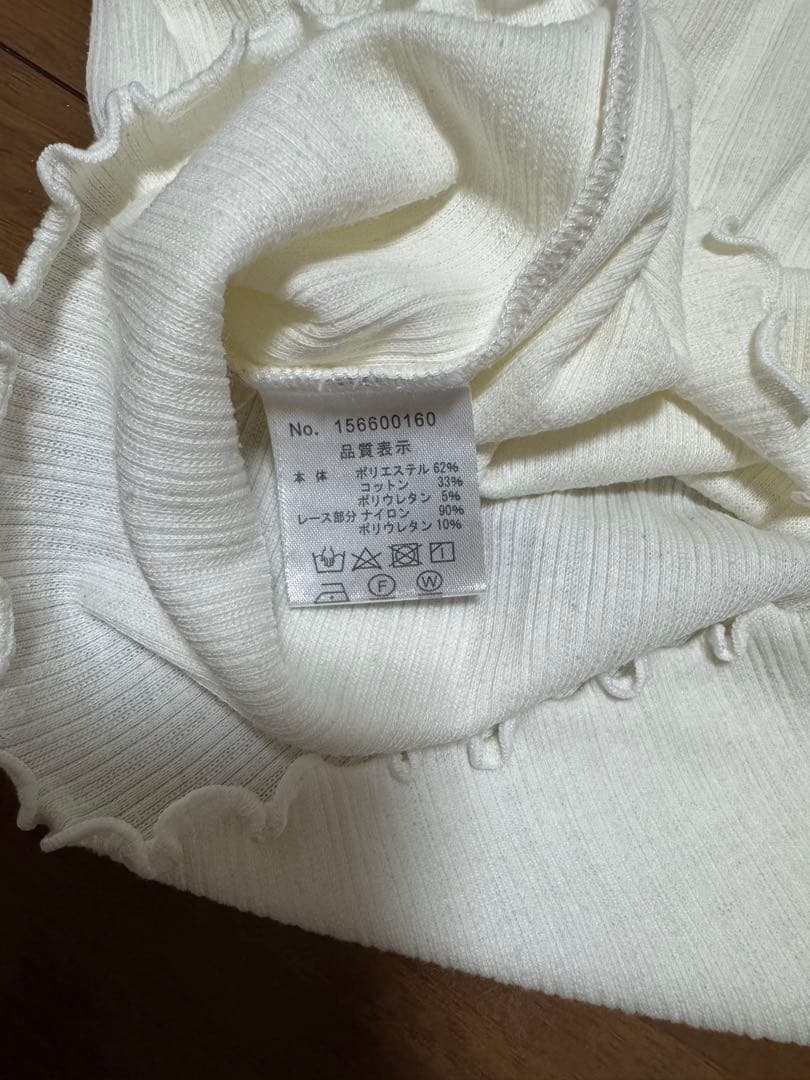 No. 156600160
品質表示
本体 ポリエステル 62%
コットン 33%
ポリウレタン 5%
レース部分 ナイロン 90%
ポリウレタン 10%
F W